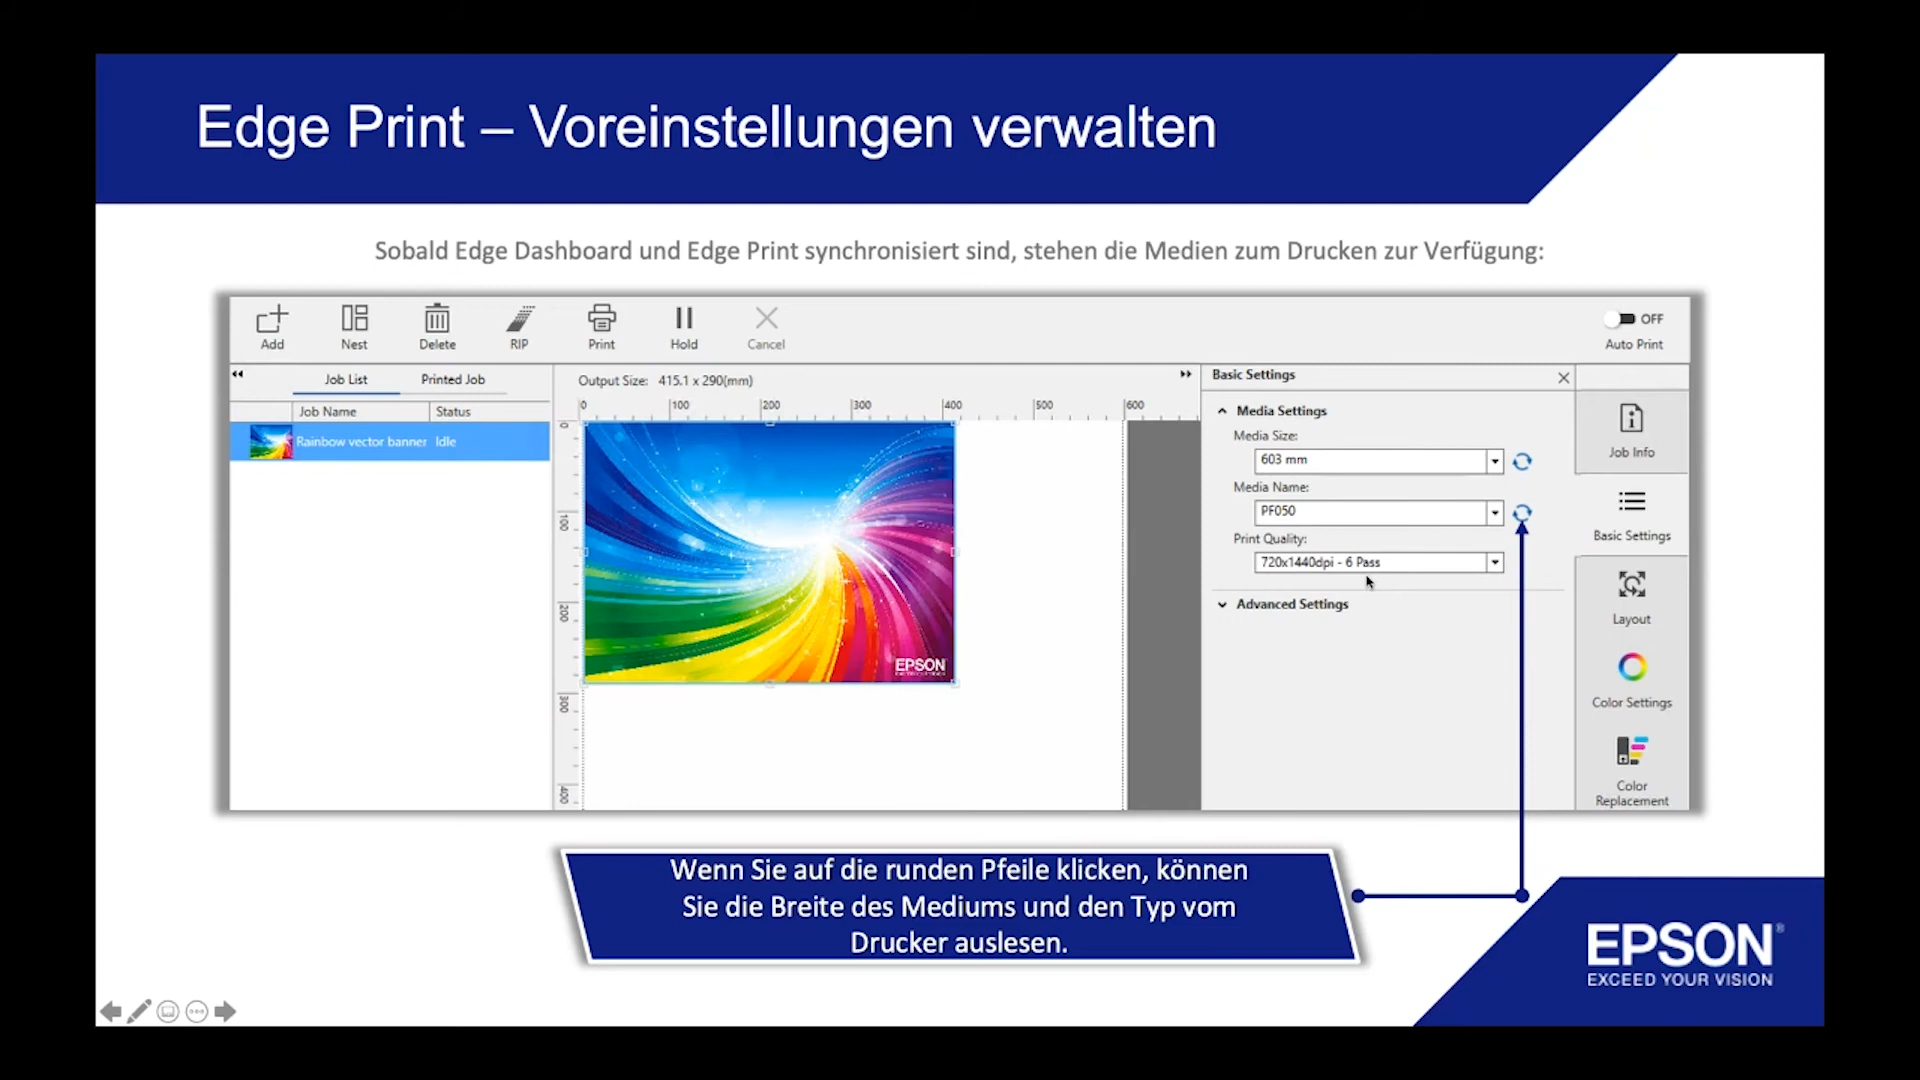 Edge Print – Voreinstellungen verwalten
Sobald Edge Dashboard und Edge Print synchronisiert sind, stehen die Medien zum Drucken zur Verfügung:
Add
Nest
Delete
RIP
Print
Hold
Cancel
OFF
Auto Print
Job List
Printed Job
Job Name
Status
Rainbow vector banner
Idle
Output Size: 415.1 x 290(mm)
0 100 200 300 400 500 600
0
100
200
300
400
EPSON
Basic Settings
Media Settings
Media Size:
603 mm
Media Name:
PF050
Print Quality:
720x1440dpi - 6 Pass
Advanced Settings
Job Info
Basic Settings
Layout
Color Settings
Color
Replacement
Wenn Sie auf die runden Pfeile klicken, können
Sie die Breite des Mediums und den Typ vom
Drucker auslesen.
EPSON®
EXCEED YOUR VISION